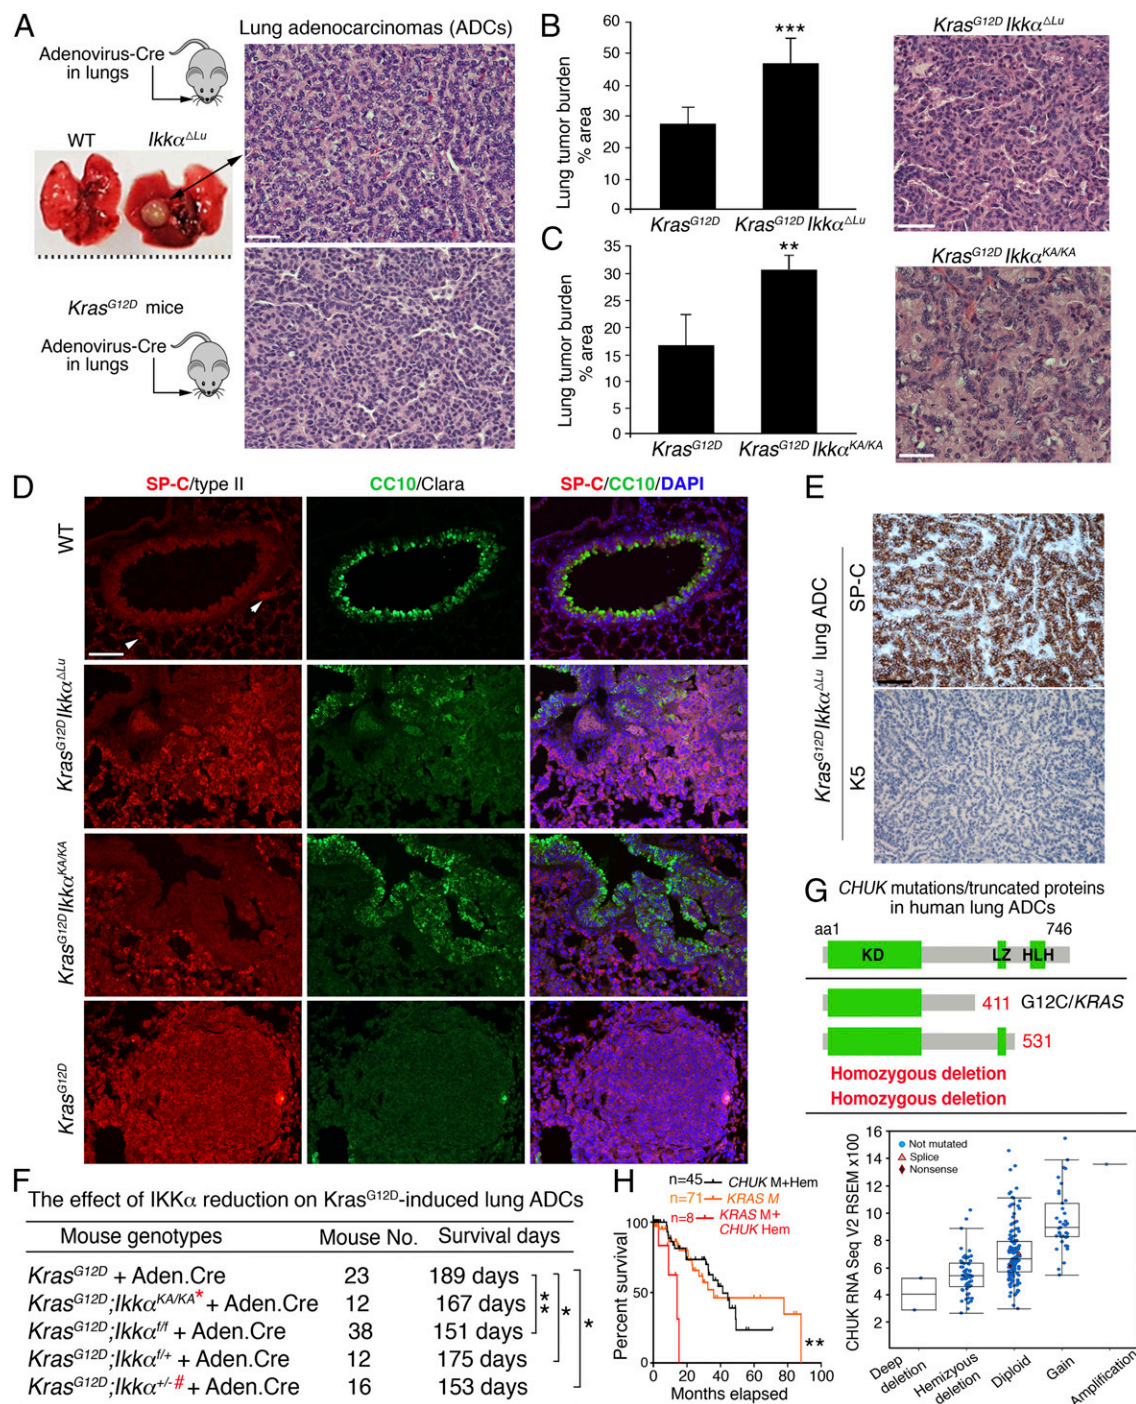 A
Lung adenocarcinomas (ADCs)
Adenovirus-Cre
in lungs
WT
Ikkα^ΔLu
Kras^G12D mice
Adenovirus-Cre
in lungs
B
Lung tumor burden
% area
60
50
40
30
20
10
0
***
Kras^G12D
Kras^G12D Ikkα^ΔLu
Kras^G12D Ikkα^ΔLu
C
Lung tumor burden
% area
35
30
25
20
15
10
5
0
**
Kras^G12D
Kras^G12D Ikkα^KA/KA
Kras^G12D Ikkα^KA/KA
D
SP-C/type II
CC10/Clara
SP-C/CC10/DAPI
WT
Kras^G12D Ikkα^ΔLu
Kras^G12D Ikkα^KA/KA
Kras^G12D
E
Kras^G12D Ikkα^ΔLu lung ADC
SP-C
K5
F
The effect of IKKα reduction on Kras^G12D-induced lung ADCs
Mouse genotypes Mouse No. Survival days
Kras^G12D + Aden.Cre 23 189 days
Kras^G12D;Ikkα^KA/KA* + Aden.Cre 12 167 days
Kras^G12D;Ikkα^f/f + Aden.Cre 38 151 days
Kras^G12D;Ikkα^f/+ + Aden.Cre 12 175 days
Kras^G12D;Ikkα^+/-# + Aden.Cre 16 153 days
**
*
*
G
CHUK mutations/truncated proteins
in human lung ADCs
aa1 746
KD LZ HLH
411 G12C/KRAS
531
Homozygous deletion
Homozygous deletion
CHUK RNA Seq V2 RSEM x100
16
14
12
10
8
6
4
2
0
Not mutated
Splice
Nonsense
Deep
deletion
Hemizyous
deletion
Diploid
Gain
Amplification
H
n=45 CHUK M+Hem
n=71 KRAS M
n=8 KRAS M+
CHUK Hem
Percent survival
100
50
0
**
0 20 40 60 80 100
Months elapsed